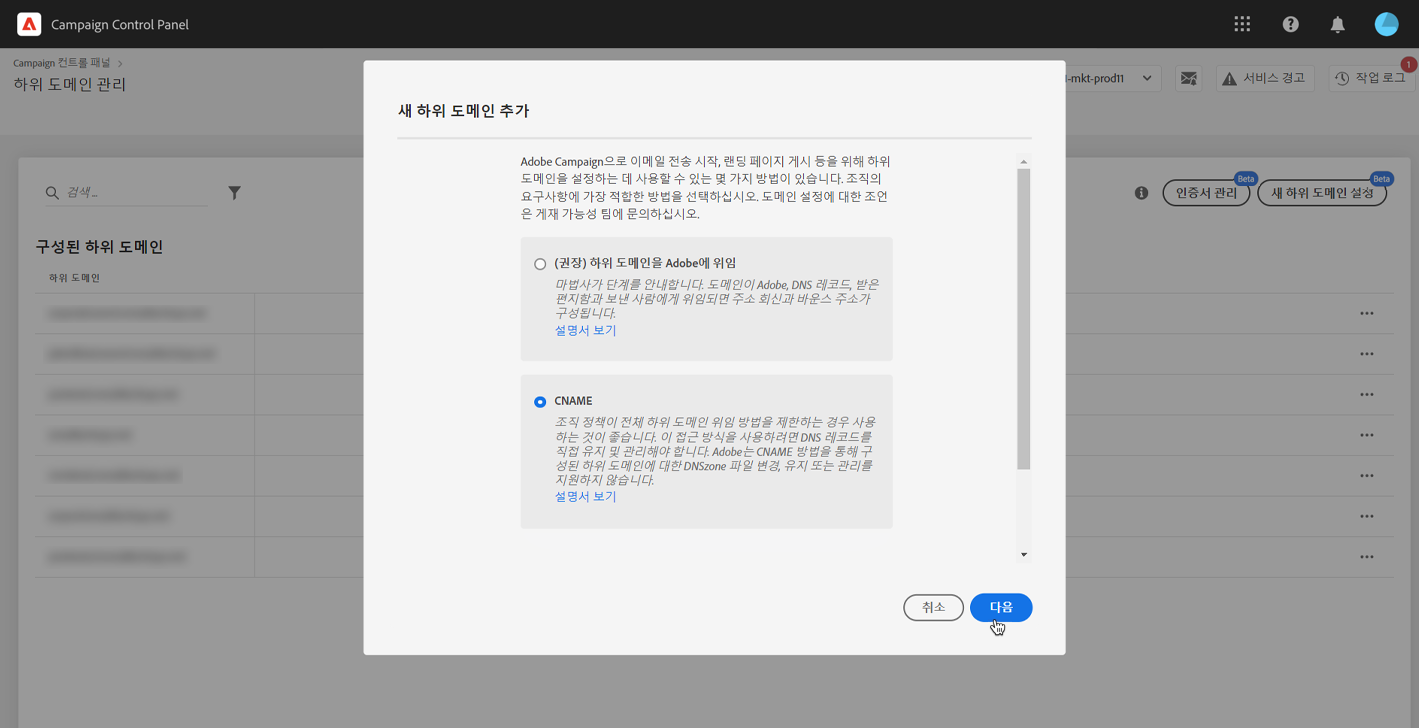 Campaign Control Panel
Campaign 컨트롤 패널
하위 도메인 관리
-mkt-prod11
서비스 경고
작업 로그
1
검색...
인증서 관리
Beta
새 하위 도메인 설정
Beta
구성된 하위 도메인
하위 도메인
새 하위 도메인 추가
Adobe Campaign으로 이메일 전송 시작, 랜딩 페이지 게시 등을 위해 하위
도메인을 설정하는 데 사용할 수 있는 몇 가지 방법이 있습니다. 조직의
요구사항에 가장 적합한 방법을 선택하십시오. 도메인 설정에 대한 조언
은 게재 가능성 팀에 문의하십시오.
(권장) 하위 도메인을 Adobe에 위임
마법사가 단계를 안내합니다. 도메인이 Adobe, DNS 레코드, 받은
편지함과 보낸 사람에게 위임되면 주소 회신과 바운스 주소가
구성됩니다.
설명서 보기
CNAME
조직 정책이 전체 하위 도메인 위임 방법을 제한하는 경우 사용
하는 것이 좋습니다. 이 접근 방식을 사용하려면 DNS 레코드를
직접 유지 및 관리해야 합니다. Adobe는 CNAME 방법을 통해 구
성된 하위 도메인에 대한 DNSzone 파일 변경, 유지 또는 관리를
지원하지 않습니다.
설명서 보기
취소
다음